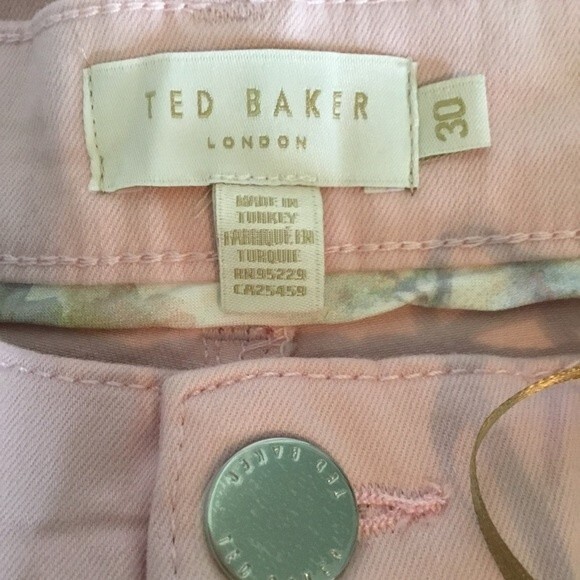 TED BAKER
LONDON
30
MADE IN
TURKEY
FABRIQUÉ EN
TURQUIE
RN95229
CA25459
TED BAKER